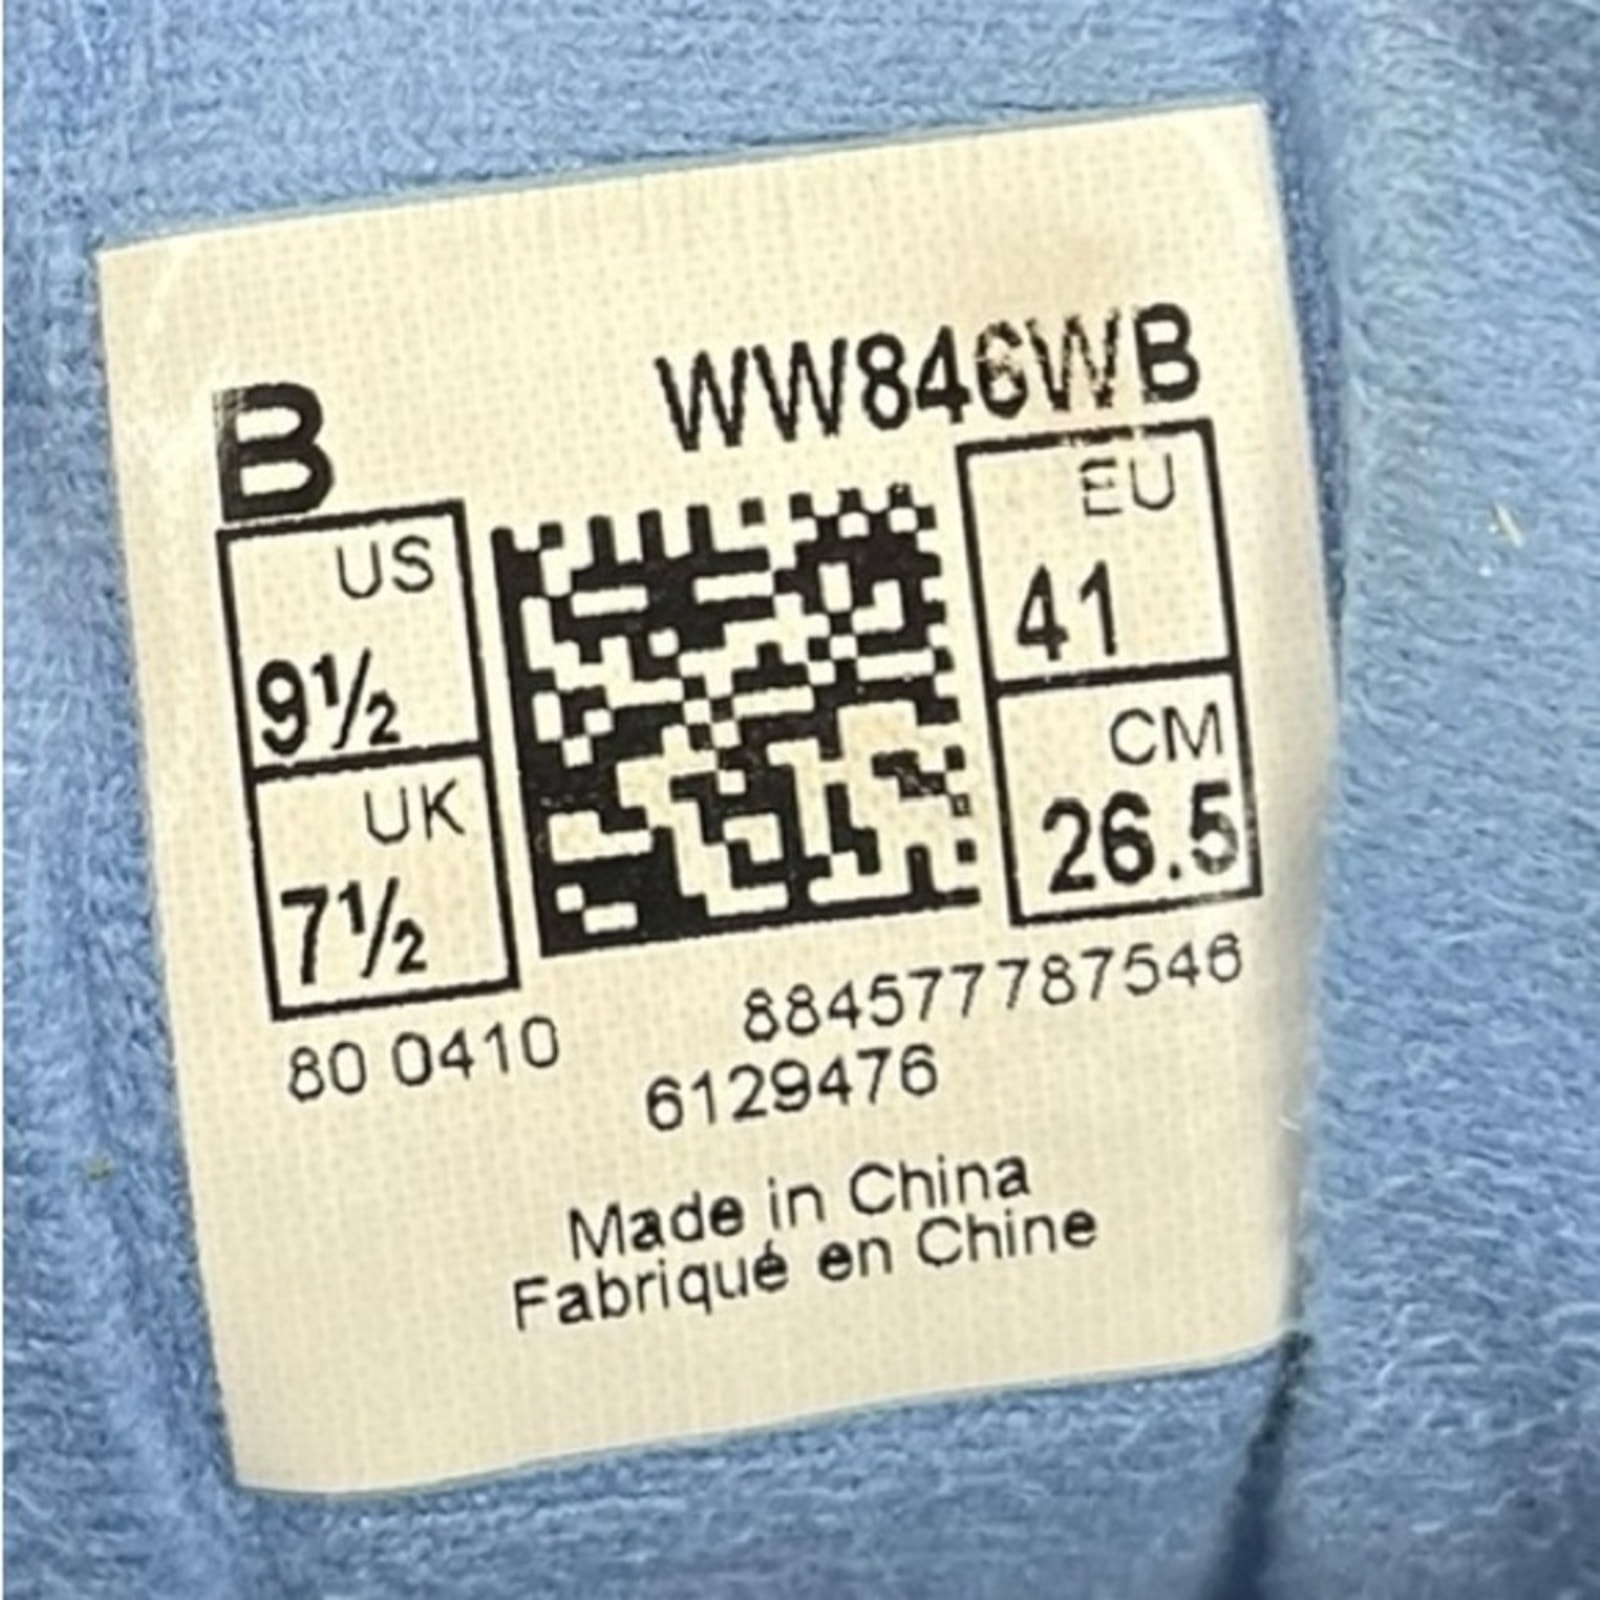 WW846WB
B
US
9½
UK
7½
EU
41
CM
26.5
80 0410
884577787546
6129476
Made in China
Fabriqué en Chine